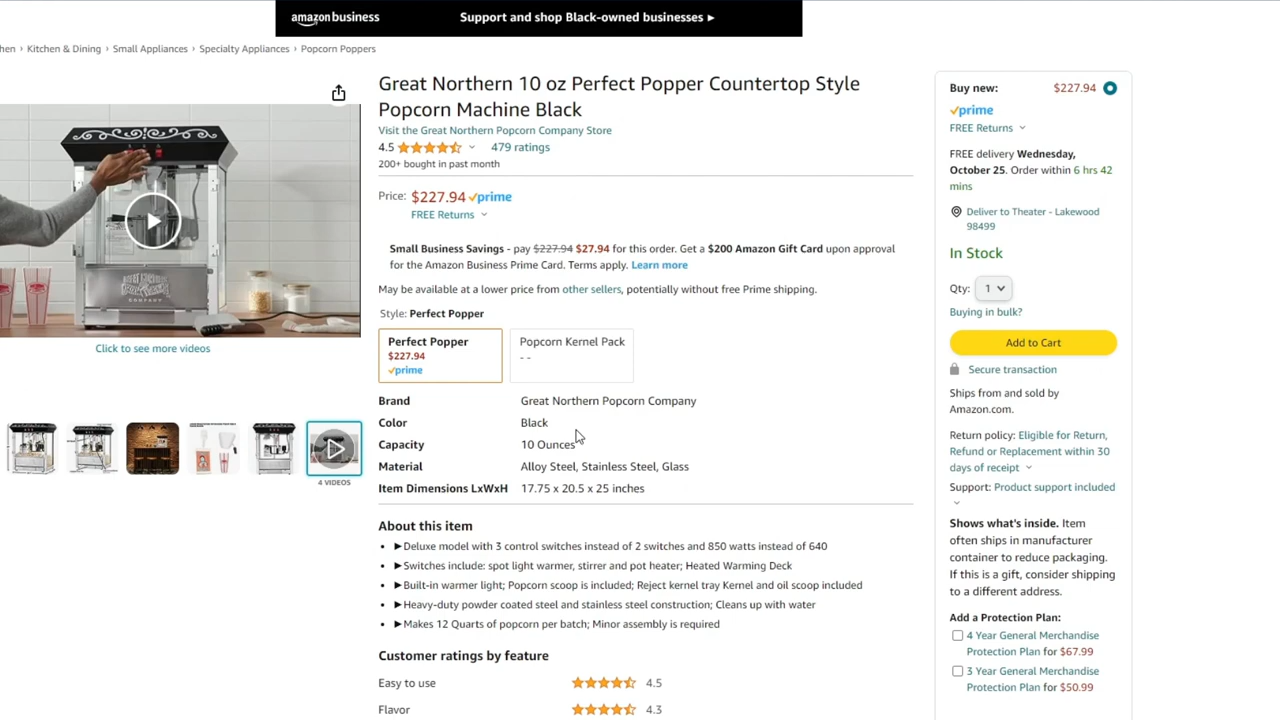 amazon business
Support and shop Black-owned businesses ►
hen › Kitchen & Dining › Small Appliances › Specialty Appliances › Popcorn Poppers
Great Northern 10 oz Perfect Popper Countertop Style
Popcorn Machine Black
Visit the Great Northern Popcorn Company Store
4.5
479 ratings
200+ bought in past month
Price: $227.94 prime
FREE Returns
Small Business Savings - pay $227.94 $27.94 for this order. Get a $200 Amazon Gift Card upon approval
for the Amazon Business Prime Card. Terms apply. Learn more
May be available at a lower price from other sellers, potentially without free Prime shipping.
Style: Perfect Popper
Perfect Popper
$227.94
prime
Popcorn Kernel Pack
- -
Click to see more videos
4 VIDEOS
Brand Great Northern Popcorn Company
Color Black
Capacity 10 Ounces
Material Alloy Steel, Stainless Steel, Glass
Item Dimensions LxWxH 17.75 x 20.5 x 25 inches
About this item
• ►Deluxe model with 3 control switches instead of 2 switches and 850 watts instead of 640
• ►Switches include: spot light warmer, stirrer and pot heater; Heated Warming Deck
• ►Built-in warmer light; Popcorn scoop is included; Reject kernel tray Kernel and oil scoop included
• ►Heavy-duty powder coated steel and stainless steel construction; Cleans up with water
• ►Makes 12 Quarts of popcorn per batch; Minor assembly is required
Customer ratings by feature
Easy to use 4.5
Flavor 4.3
Buy new: $227.94
prime
FREE Returns
FREE delivery Wednesday,
October 25. Order within 6 hrs 42
mins
Deliver to Theater - Lakewood
98499
In Stock
Qty: 1
Buying in bulk?
Add to Cart
Secure transaction
Ships from and sold by
Amazon.com.
Return policy: Eligible for Return,
Refund or Replacement within 30
days of receipt
Support: Product support included
Shows what's inside. Item
often ships in manufacturer
container to reduce packaging.
If this is a gift, consider shipping
to a different address.
Add a Protection Plan:
4 Year General Merchandise
Protection Plan for $67.99
3 Year General Merchandise
Protection Plan for $50.99